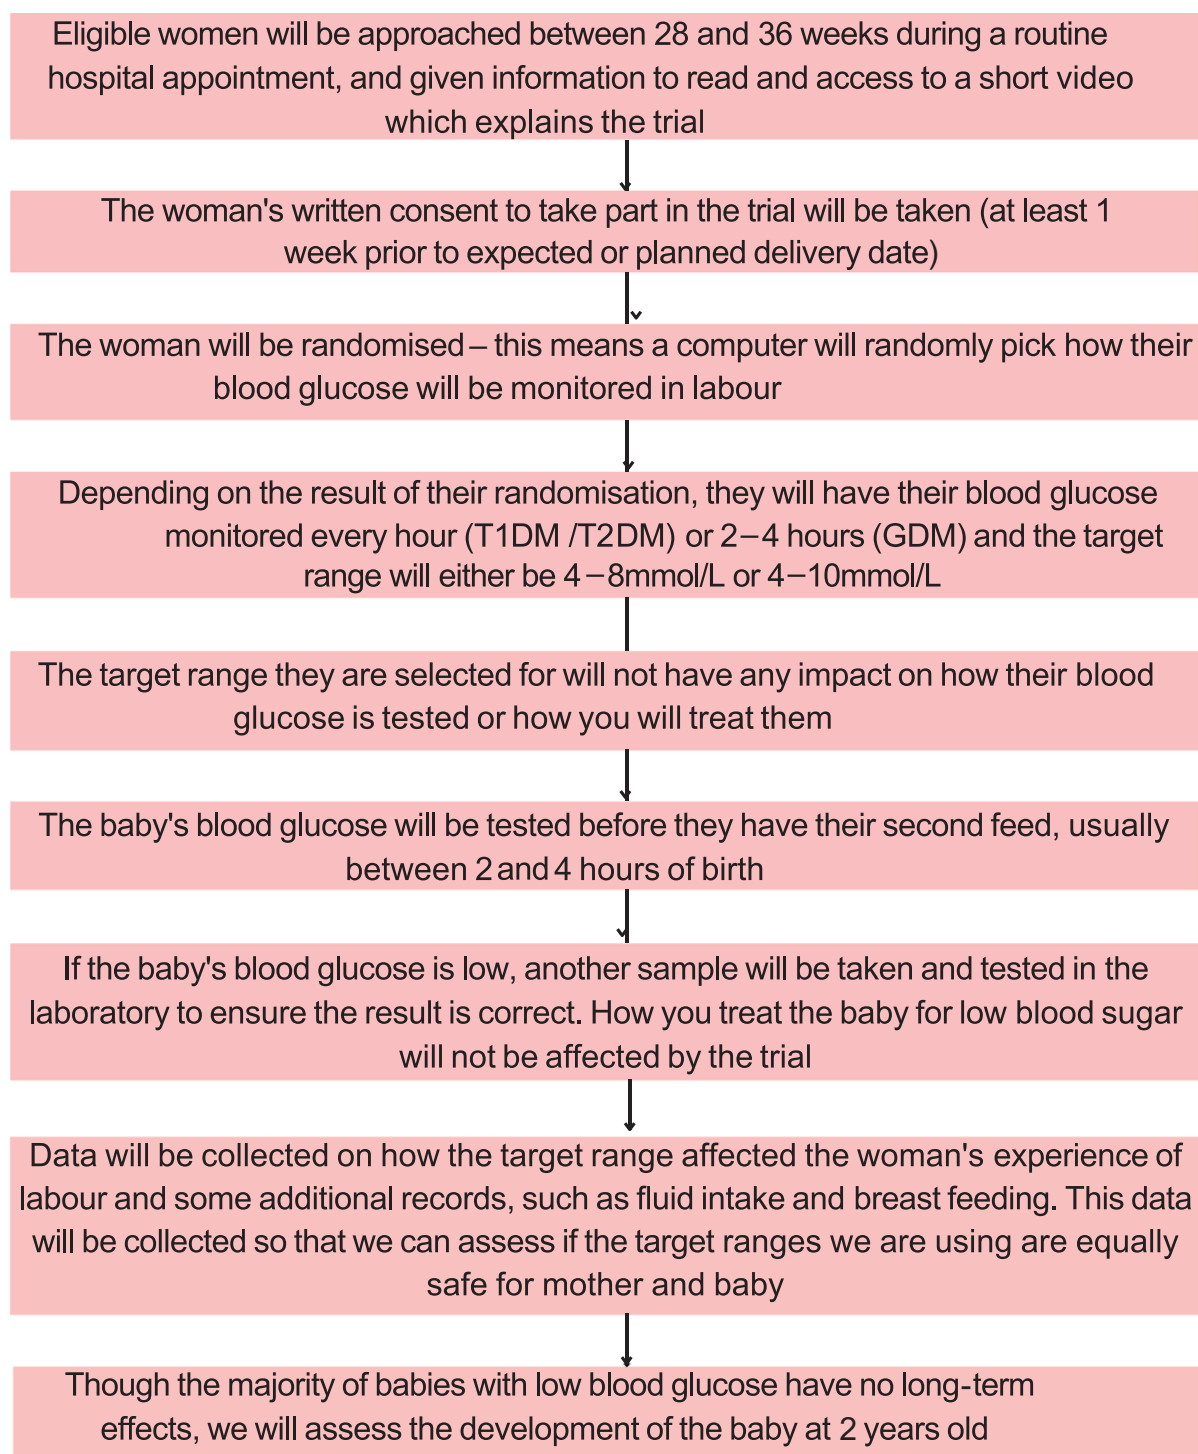 Eligible women will be approached between 28 and 36 weeks during a routine
hospital appointment, and given information to read and access to a short video
which explains the trial
The woman's written consent to take part in the trial will be taken (at least 1
week prior to expected or planned delivery date)
The woman will be randomised – this means a computer will randomly pick how their
blood glucose will be monitored in labour
Depending on the result of their randomisation, they will have their blood glucose
monitored every hour (T1DM /T2DM) or 2–4 hours (GDM) and the target
range will either be 4–8mmol/L or 4–10mmol/L
The target range they are selected for will not have any impact on how their blood
glucose is tested or how you will treat them
The baby's blood glucose will be tested before they have their second feed, usually
between 2 and 4 hours of birth
If the baby's blood glucose is low, another sample will be taken and tested in the
laboratory to ensure the result is correct. How you treat the baby for low blood sugar
will not be affected by the trial
Data will be collected on how the target range affected the woman's experience of
labour and some additional records, such as fluid intake and breast feeding. This data
will be collected so that we can assess if the target ranges we are using are equally
safe for mother and baby
Though the majority of babies with low blood glucose have no long-term
effects, we will assess the development of the baby at 2 years old